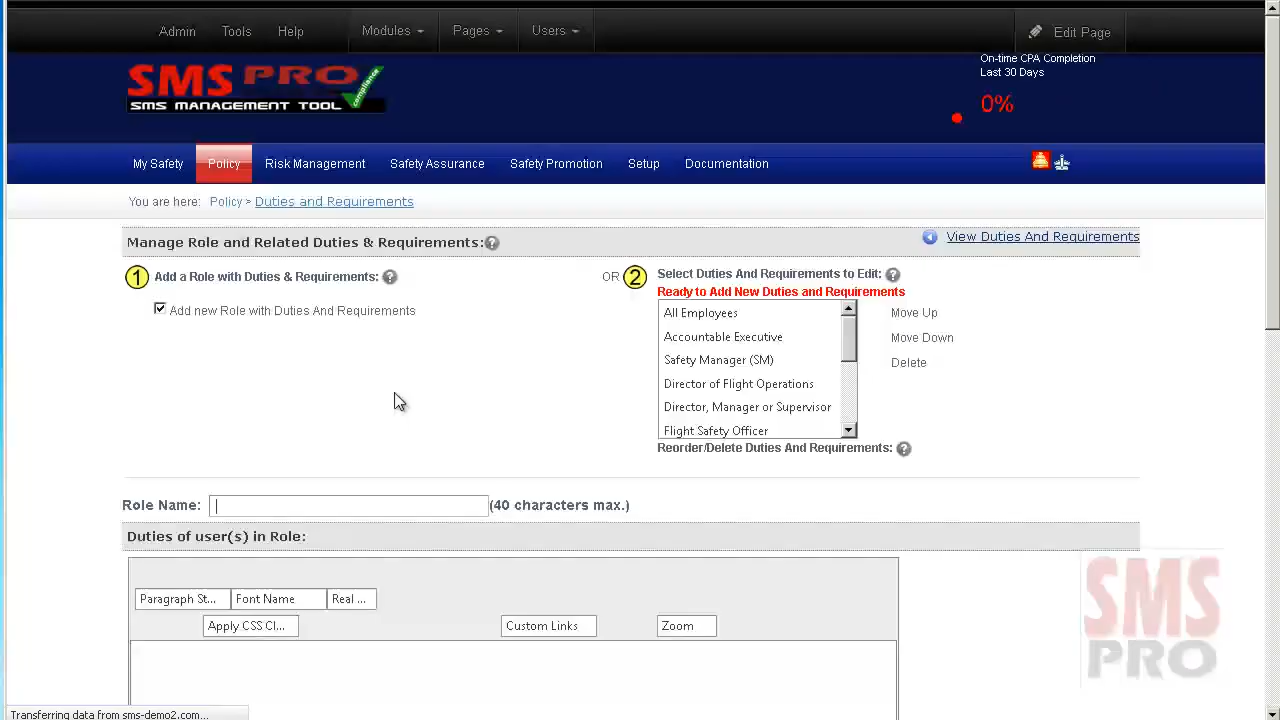 Admin Tools Help Modules Pages Users Edit Page
On-time CPA Completion
Last 30 Days
0%
SMS PRO compliance
SMS MANAGEMENT TOOL
My Safety Policy Risk Management Safety Assurance Safety Promotion Setup Documentation
You are here: Policy > Duties and Requirements
Manage Role and Related Duties & Requirements: ? View Duties And Requirements
1 Add a Role with Duties & Requirements: ? OR 2 Select Duties And Requirements to Edit: ?
Ready to Add New Duties and Requirements
Add new Role with Duties And Requirements
All Employees
Accountable Executive
Safety Manager (SM)
Director of Flight Operations
Director, Manager or Supervisor
Flight Safety Officer
Move Up
Move Down
Delete
Reorder/Delete Duties And Requirements: ?
Role Name: (40 characters max.)
Duties of user(s) in Role:
Paragraph St... Font Name Real ...
Apply CSS Cl... Custom Links Zoom
SMS
PRO
Transferring data from sms-demo2.com...